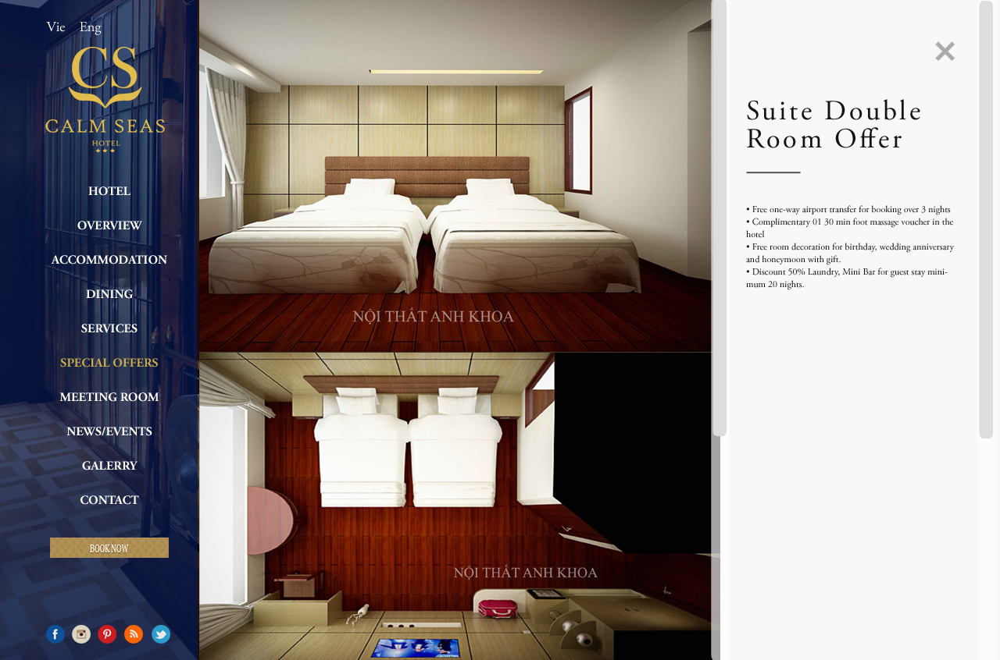 Vie Eng
CS
CALM SEAS
HOTEL
HOTEL
OVERVIEW
ACCOMMODATION
DINING
SERVICES
SPECIAL OFFERS
MEETING ROOM
NEWS/EVENTS
GALERRY
CONTACT
BOOK NOW
NỘI THẤT ANH KHOA
NỘI THẤT ANH KHOA
Suite Double
Room Offer
• Free one-way airport transfer for booking over 3 nights
• Complimentary 01 30 min foot massage voucher in the
hotel
• Free room decoration for birthday, wedding anniversary
and honeymoon with gift.
• Discount 50% Laundry, Mini Bar for guest stay mini-
mum 20 nights.